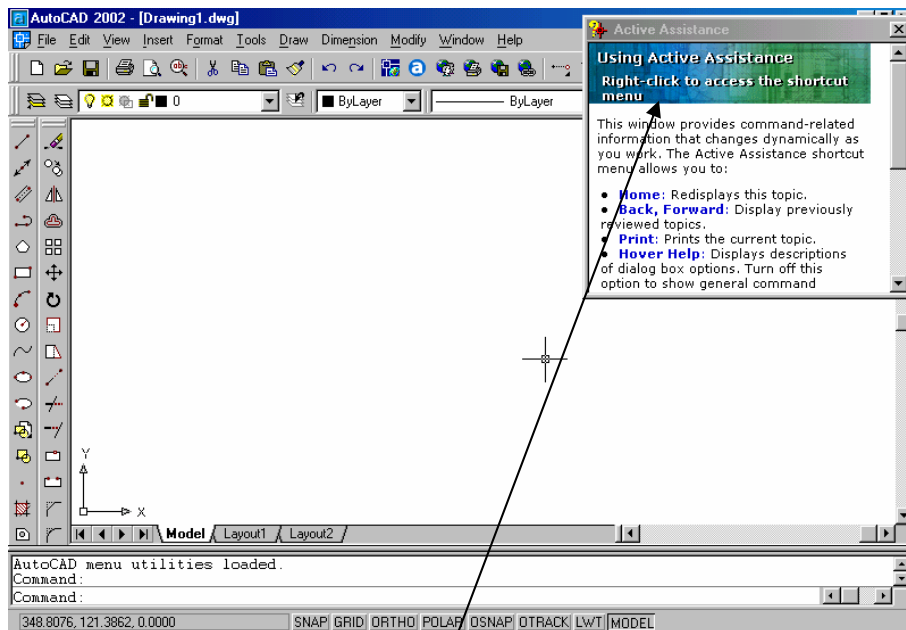 AutoCAD 2002 - [Drawing1.dwg]
File Edit View Insert Format Tools Draw Dimension Modify Window Help
0 ByLayer ByLayer
Active Assistance
Using Active Assistance
Right-click to access the shortcut
menu
This window provides command-related
information that changes dynamically as
you work. The Active Assistance shortcut
menu allows you to:
• Home: Redisplays this topic.
• Back, Forward: Display previously
reviewed topics.
• Print: Prints the current topic.
• Hover Help: Displays descriptions
of dialog box options. Turn off this
option to show general command
Y
X
Model Layout1 Layout2
AutoCAD menu utilities loaded.
Command:
Command:
348.8076, 121.3862, 0.0000 SNAP GRID ORTHO POLAR OSNAP OTRACK LWT MODEL